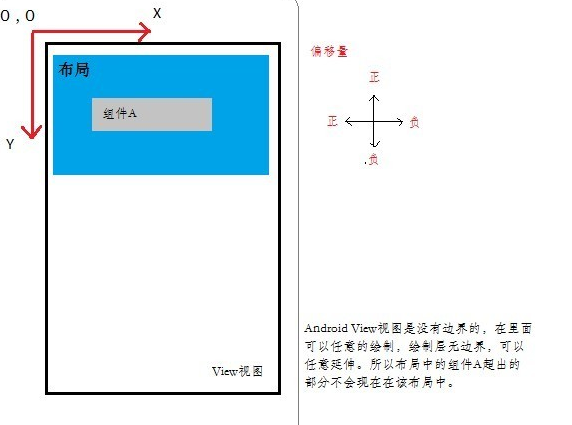 0 , 0
X
Y
布局
组件A
View视图
偏移量
正
正
负
.负
Android View视图是没有边界的，在里面
可以任意的绘制，绘制层无边界，可以
任意延伸。所以布局中的组件A超出的
部分不会现在在该布局中。